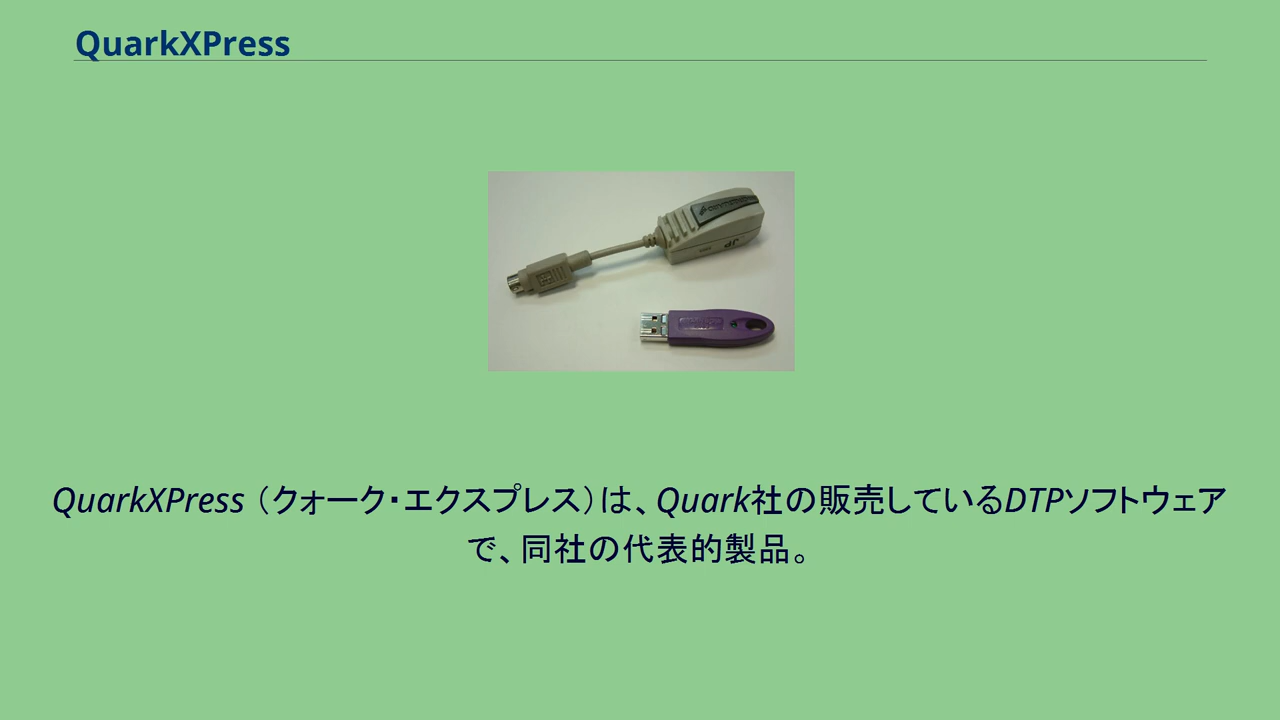 QuarkXPress
QuarkXPress（クォーク・エクスプレス）は、Quark社の販売しているDTPソフトウェア
で、同社の代表的製品。